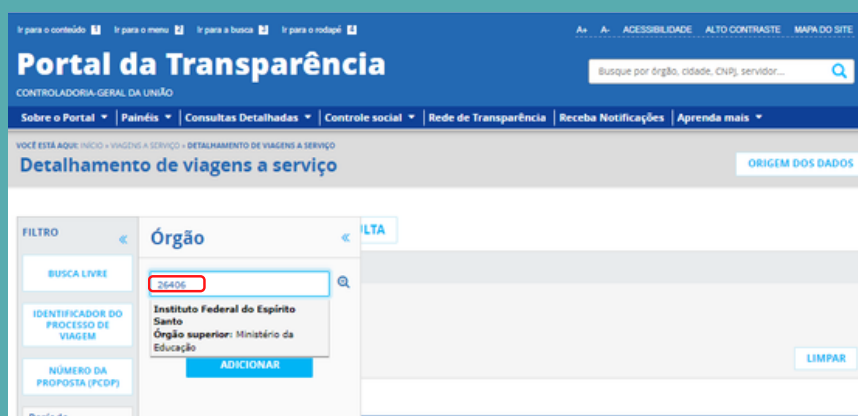 Ir para o conteúdo 1 Ir para o menu 2 Ir para a busca 3 Ir para o rodapé 4 A+ A- ACESSIBILIDADE ALTO CONTRASTE MAPA DO SITE
Portal da Transparência
Busque por órgão, cidade, CNPJ, servidor...
CONTROLADORIA-GERAL DA UNIÃO
Sobre o Portal Painéis Consultas Detalhadas Controle social Rede de Transparência Receba Notificações Aprenda mais
VOCÊ ESTÁ AQUI: INÍCIO » VIAGENS A SERVIÇO » DETALHAMENTO DE VIAGENS A SERVIÇO
Detalhamento de viagens a serviço
ORIGEM DOS DADOS
FILTRO «
Órgão «
LTA
BUSCA LIVRE
26406
IDENTIFICADOR DO
PROCESSO DE
VIAGEM
Instituto Federal do Espírito
Santo
Órgão superior: Ministério da
Educação
ADICIONAR
LIMPAR
NÚMERO DA
PROPOSTA (PCDP)
Período